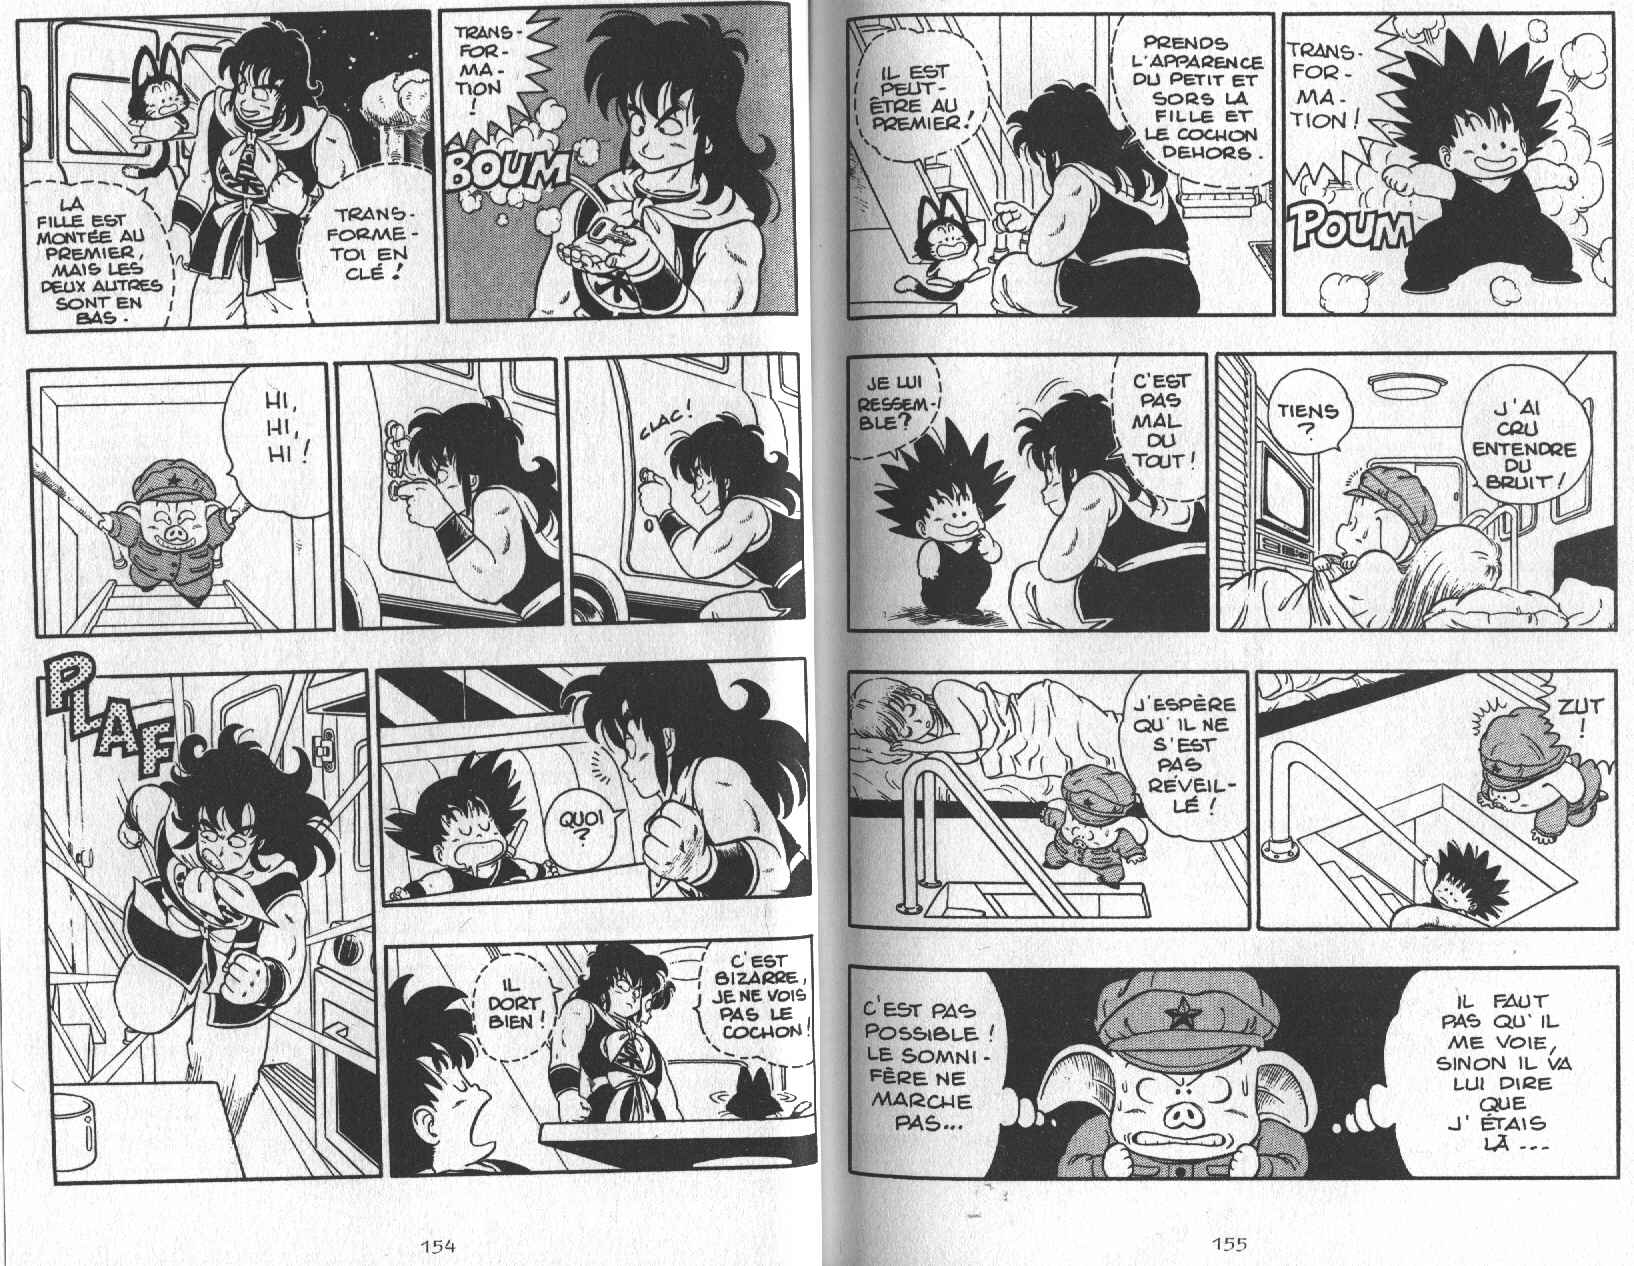 LA
FILLE EST
MONTÉE AU
PREMIER,
MAIS LES
DEUX AUTRES
SONT EN
BAS.
TRANS-
FORME-
TOI EN
CLÉ !
TRANS-
FOR-
MA-
TION
!
BOUM
HI,
HI,
HI !
CLAC !
PLAF
QUOI
?
IL
DORT
BIEN !
C'EST
BIZARRE,
JE NE VOIS
PAS LE
COCHON !
154
IL EST
PEUT-
ÊTRE AU
PREMIER !
PRENDS
L'APPARENCE
DU PETIT ET
SORS LA
FILLE ET
LE COCHON
DEHORS.
TRANS-
FOR-
MA-
TION !
POUM
JE LUI
RESSEM-
BLE ?
C'EST
PAS
MAL
DU
TOUT !
TIENS
?
J'AI
CRU
ENTENDRE
DU
BRUIT !
J'ESPÈRE
QU'IL NE
S'EST
PAS
RÉVEIL-
LÉ !
ZUT
!
C'EST PAS
POSSIBLE !
LE SOMNI-
FÈRE NE
MARCHE
PAS...
IL FAUT
PAS QU'IL
ME VOIE,
SINON IL VA
LUI DIRE
QUE
J'ÉTAIS
LÀ ...
155